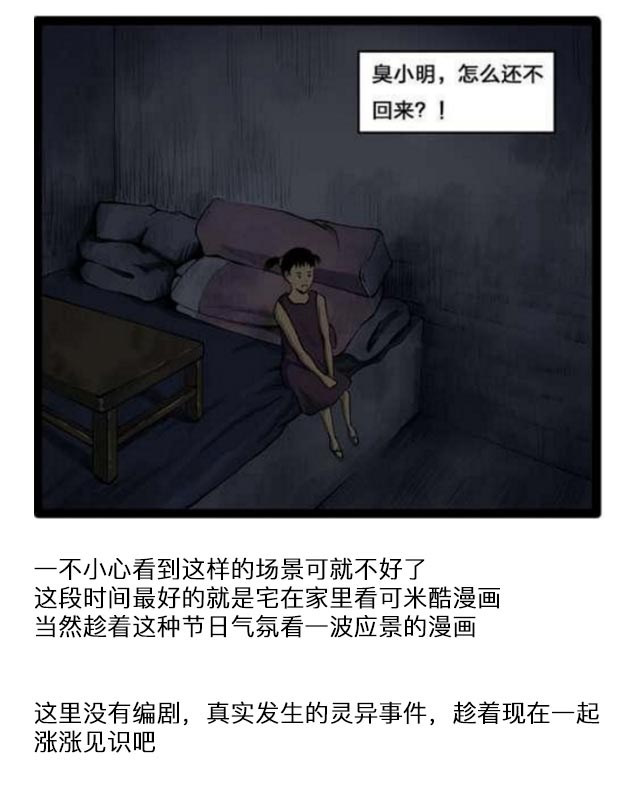 臭小明，怎么还不
回来？！
一不小心看到这样的场景可就不好了
这段时间最好的就是宅在家里看可米酷漫画
当然趁着这种节日气氛看一波应景的漫画
这里没有编剧，真实发生的灵异事件，趁着现在一起
涨涨见识吧